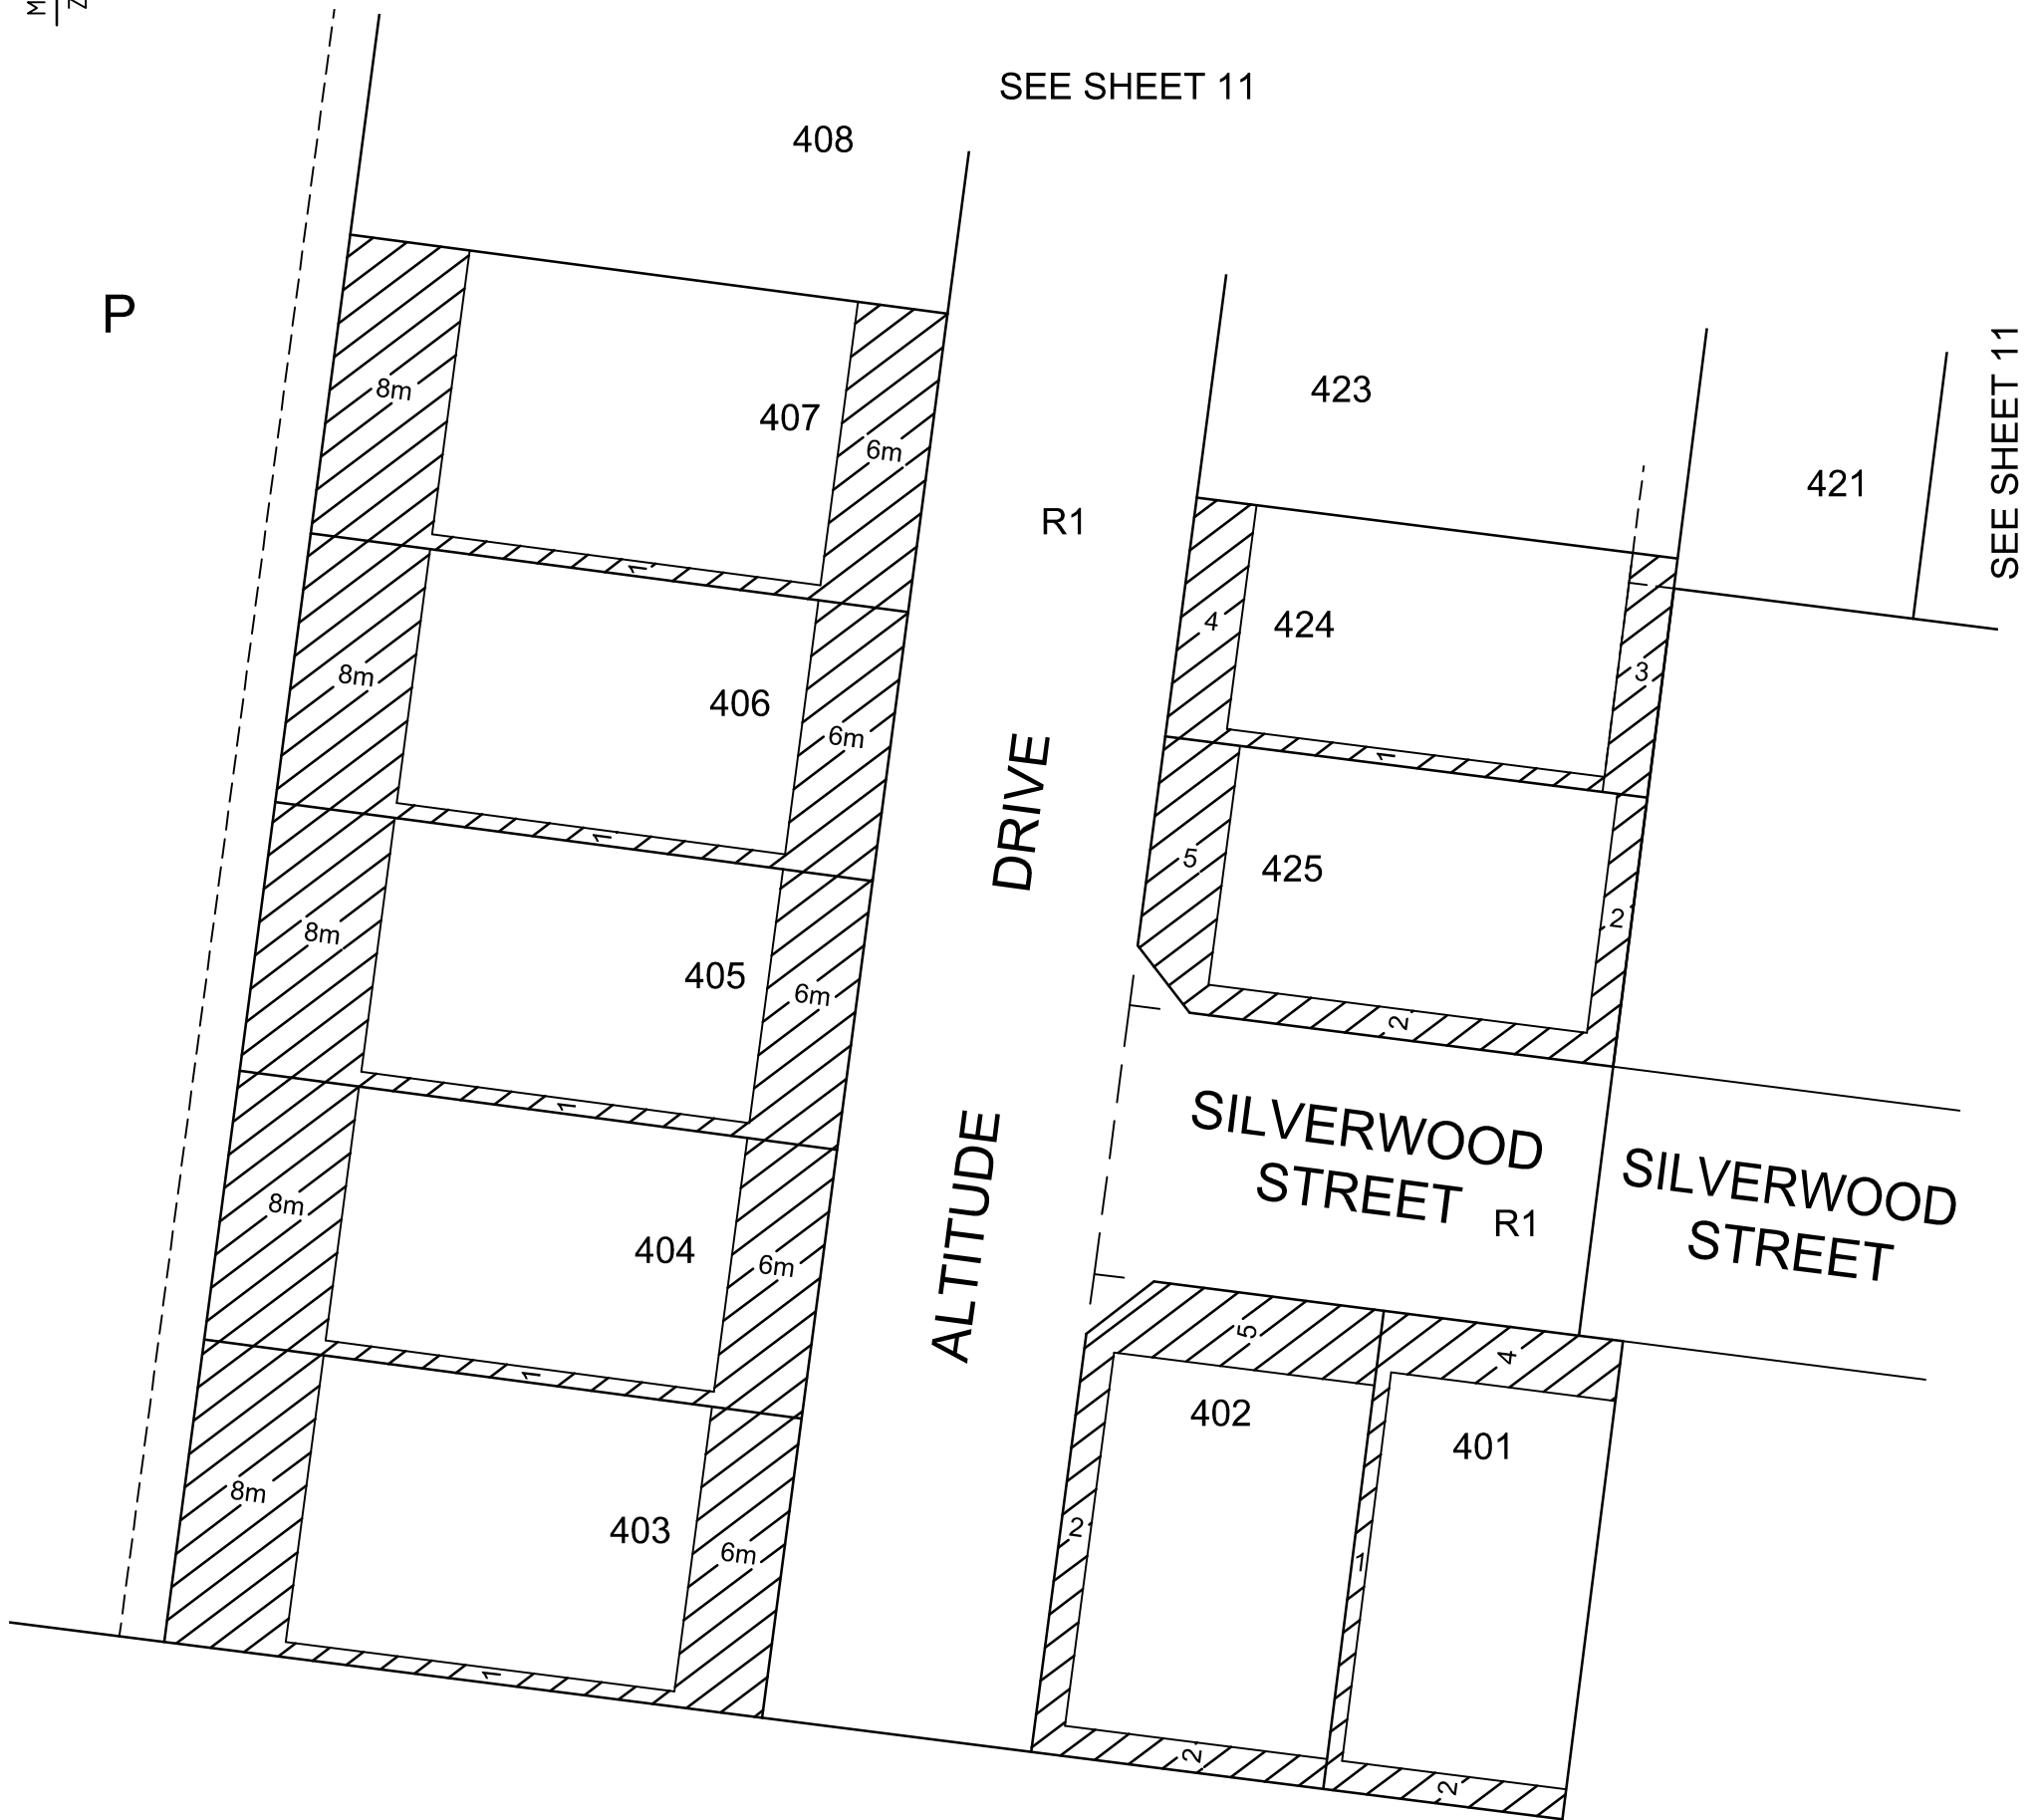 M
Z
SEE SHEET 11
408
P
8m
407
6m
1
R1
423
421
SEE SHEET 11
8m
406
6m
1
4
424
3
1
DRIVE
8m
405
6m
1
5
425
2
2
ALTITUDE
SILVERWOOD
STREET
R1
SILVERWOOD
STREET
8m
404
6m
1
8m
403
6m
1
5
402
2
2
4
401
1
2